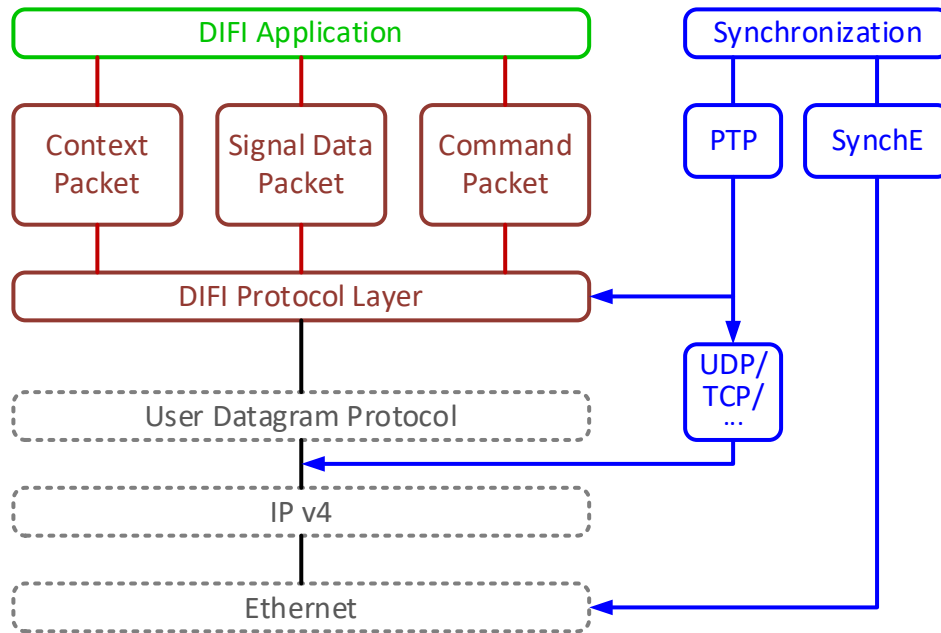 DIFI Application
Synchronization
Context
Packet
Signal Data
Packet
Command
Packet
PTP
SynchE
DIFI Protocol Layer
UDP/
TCP/
...
User Datagram Protocol
IP v4
Ethernet